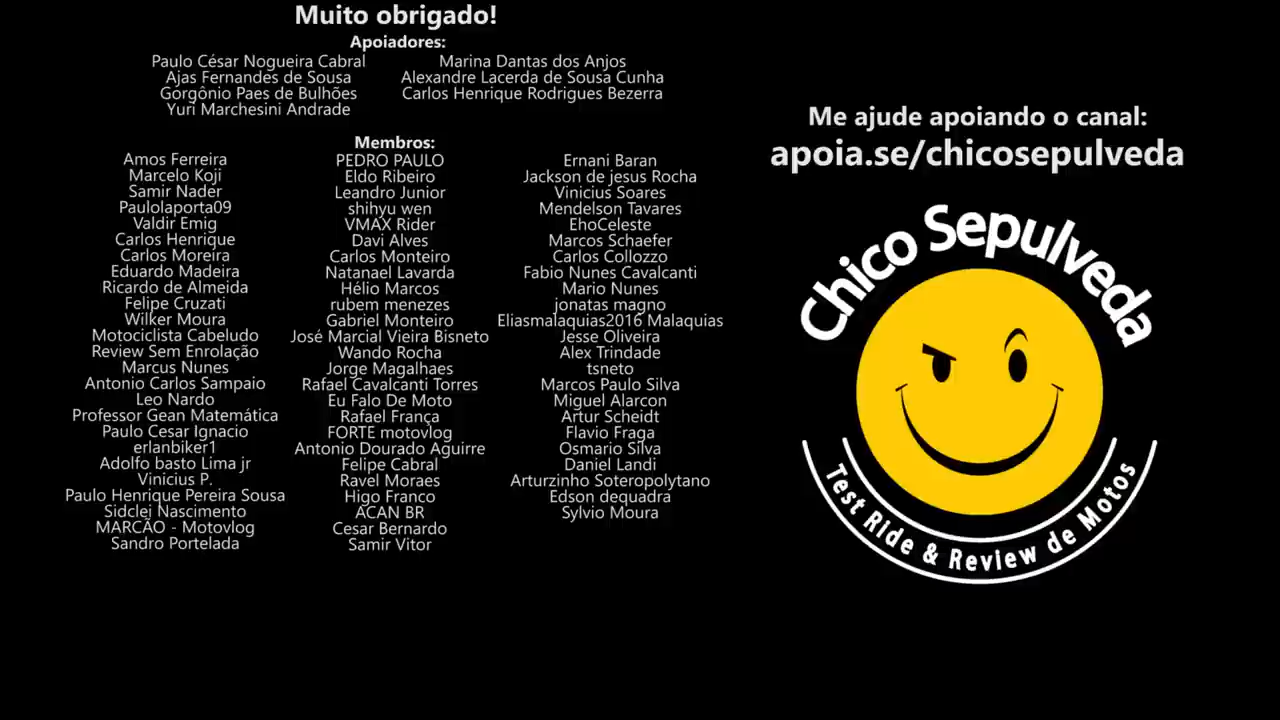 Muito obrigado!
Apoiadores:
Paulo César Nogueira Cabral
Ajas Fernandes de Sousa
Gorgônio Paes de Bulhões
Yuri Marchesini Andrade
Marina Dantas dos Anjos
Alexandre Lacerda de Sousa Cunha
Carlos Henrique Rodrigues Bezerra
Membros:
Amos Ferreira
Marcelo Koji
Samir Nader
Paulolaporta09
Valdir Emig
Carlos Henrique
Carlos Moreira
Eduardo Madeira
Ricardo de Almeida
Felipe Cruzati
Wilker Moura
Motociclista Cabeludo
Review Sem Enrolação
Marcus Nunes
Antonio Carlos Sampaio
Leo Nardo
Professor Gean Matemática
Paulo Cesar Ignacio
erlanbiker1
Adolfo basto Lima jr
Vinicius P.
Paulo Henrique Pereira Sousa
Sidclei Nascimento
MARCÃO - Motovlog
Sandro Portelada
PEDRO PAULO
Eldo Ribeiro
Leandro Junior
shihyu wen
VMAX Rider
Davi Alves
Carlos Monteiro
Natanael Lavarda
Hélio Marcos
rubem menezes
Gabriel Monteiro
José Marcial Vieira Bisneto
Wando Rocha
Jorge Magalhaes
Rafael Cavalcanti Torres
Eu Falo De Moto
Rafael França
FORTE motovlog
Antonio Dourado Aguirre
Felipe Cabral
Ravel Moraes
Higo Franco
ACAN BR
Cesar Bernardo
Samir Vitor
Ernani Baran
Jackson de jesus Rocha
Vinicius Soares
Mendelson Tavares
EhoCeleste
Marcos Schaefer
Carlos Collozzo
Fabio Nunes Cavalcanti
Mario Nunes
jonatas magno
Eliasmalaquias2016 Malaquias
Jesse Oliveira
Alex Trindade
tsneto
Marcos Paulo Silva
Miguel Alarcon
Artur Scheidt
Flavio Fraga
Osmario Silva
Daniel Landi
Arturzinho Soteropolytano
Edson dequadra
Sylvio Moura
Me ajude apoiando o canal:
apoia.se/chicosepulveda
Chico Sepulveda
Test Ride & Review de Motos